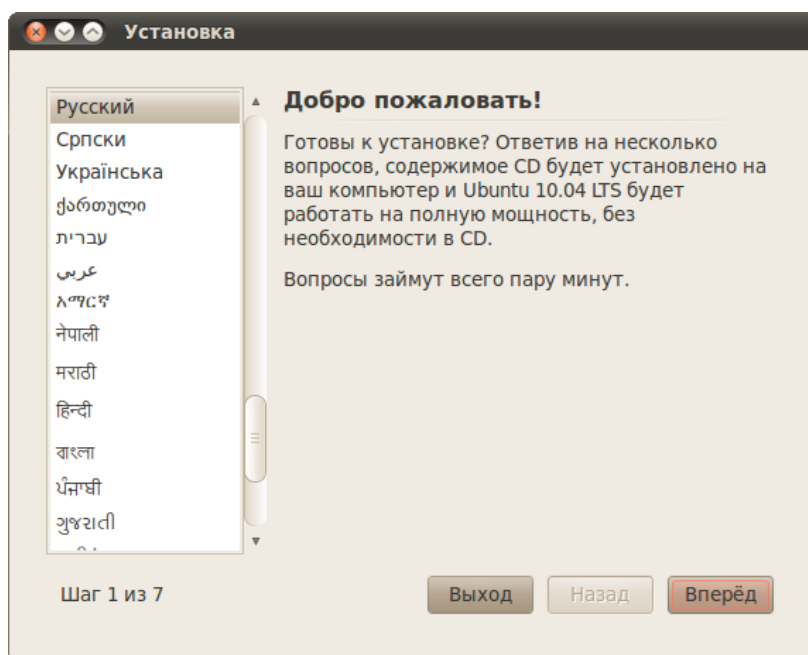 Установка
Русский
Српски
Українська
ქართული
עברית
عربي
አማርኛ
नेपाली
मराठी
हिन्दी
বাংলা
ਪੰਜਾਬੀ
ગુજરાતી
Добро пожаловать!
Готовы к установке? Ответив на несколько
вопросов, содержимое CD будет установлено на
ваш компьютер и Ubuntu 10.04 LTS будет
работать на полную мощность, без
необходимости в CD.
Вопросы займут всего пару минут.
Шаг 1 из 7
Выход
Назад
Вперёд